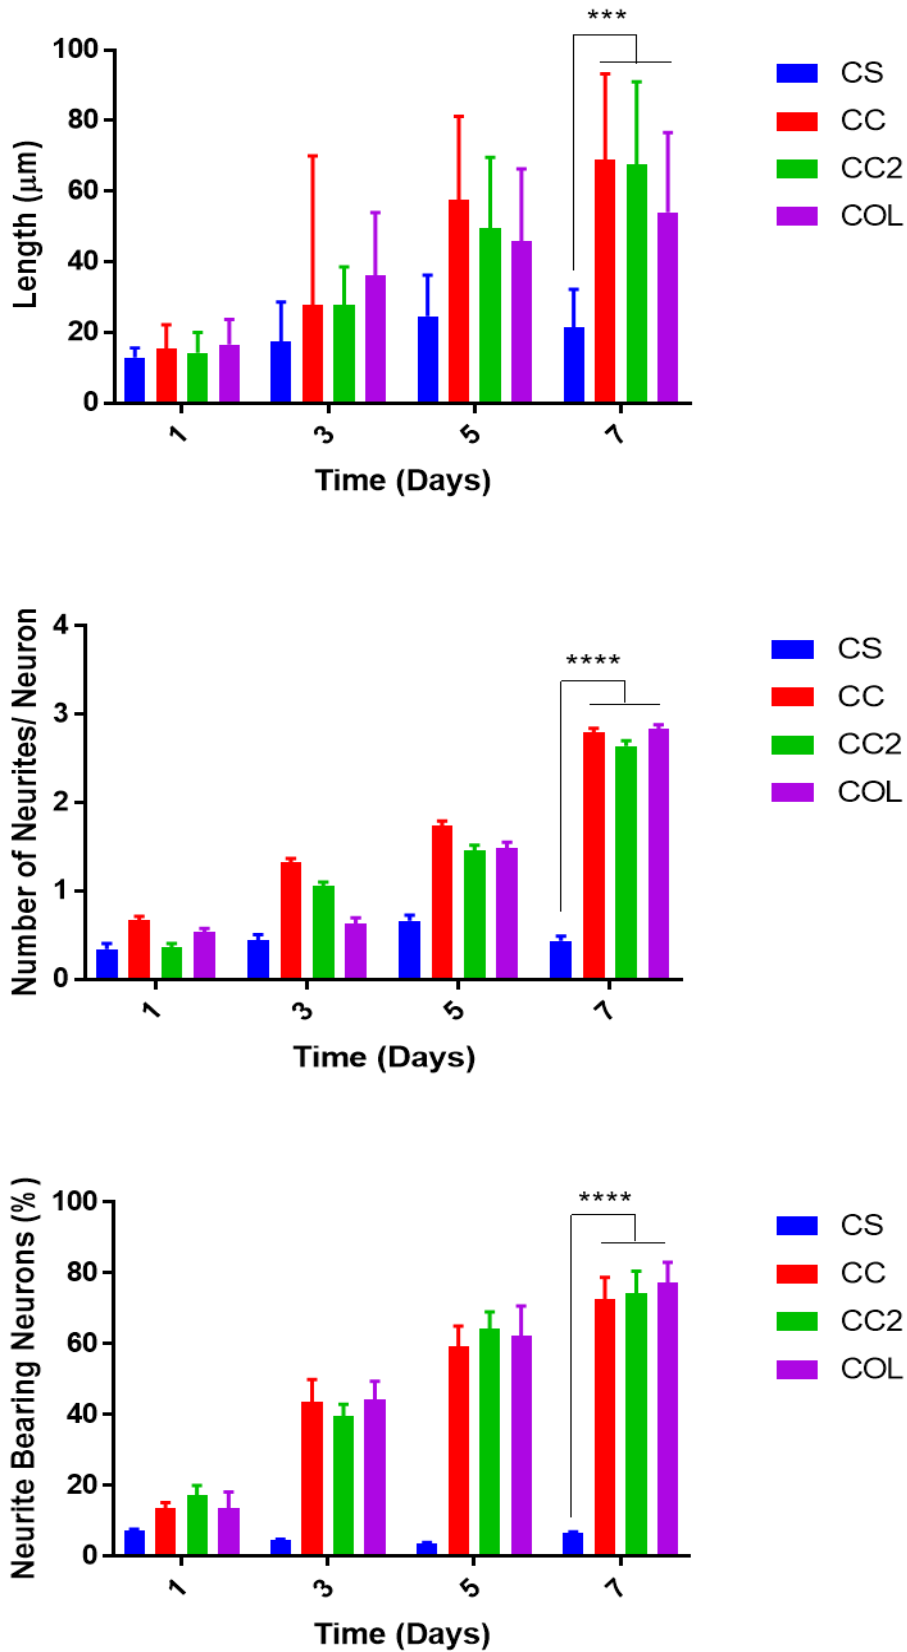 ***
Length (μm)
100
80
60
40
20
0
1
3
5
7
Time (Days)
CS
CC
CC2
COL
****
Number of Neurites/ Neuron
4
3
2
1
0
1
3
5
7
Time (Days)
CS
CC
CC2
COL
****
Neurite Bearing Neurons (%)
100
80
60
40
20
0
1
3
5
7
Time (Days)
CS
CC
CC2
COL